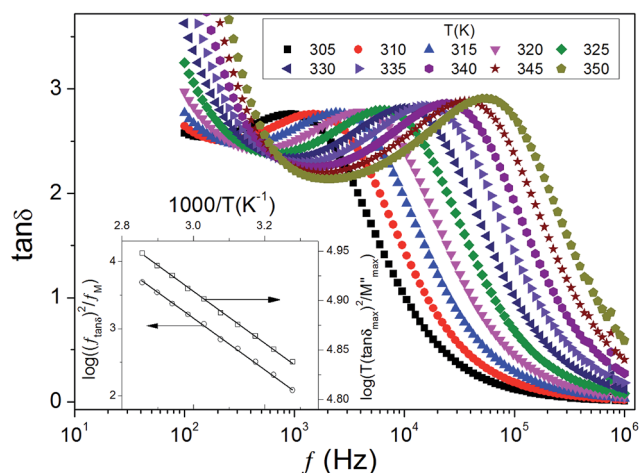 T(K)
305 310 315 320 325
330 335 340 345 350
tanδ
3
2
1
0
1000/T(K⁻¹)
2.8 3.0 3.2
log((f_tanδ)²/f_M)
4
3
2
4.95
4.90
4.85
4.80
log(T(tanδ_max)²/M''_max)
10¹ 10² 10³ 10⁴ 10⁵ 10⁶
f (Hz)